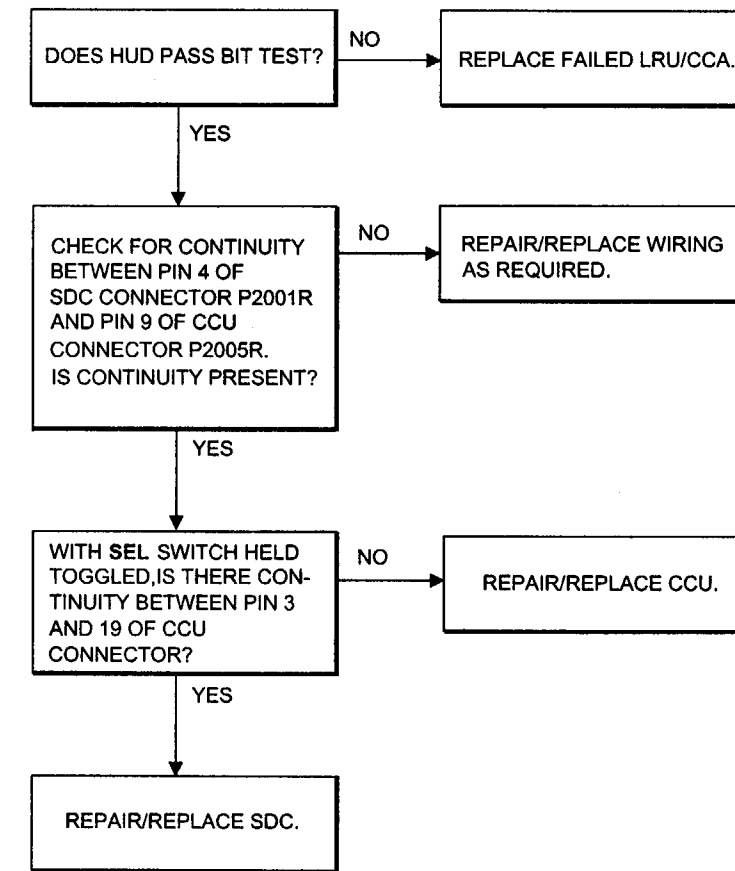 DOES HUD PASS BIT TEST?
NO
REPLACE FAILED LRU/CCA.
YES
CHECK FOR CONTINUITY
BETWEEN PIN 4 OF
SDC CONNECTOR P2001R
AND PIN 9 OF CCU
CONNECTOR P2005R.
IS CONTINUITY PRESENT?
NO
REPAIR/REPLACE WIRING
AS REQUIRED.
YES
WITH SEL SWITCH HELD
TOGGLED,IS THERE CON-
TINUITY BETWEEN PIN 3
AND 19 OF CCU
CONNECTOR?
NO
REPAIR/REPLACE CCU.
YES
REPAIR/REPLACE SDC.